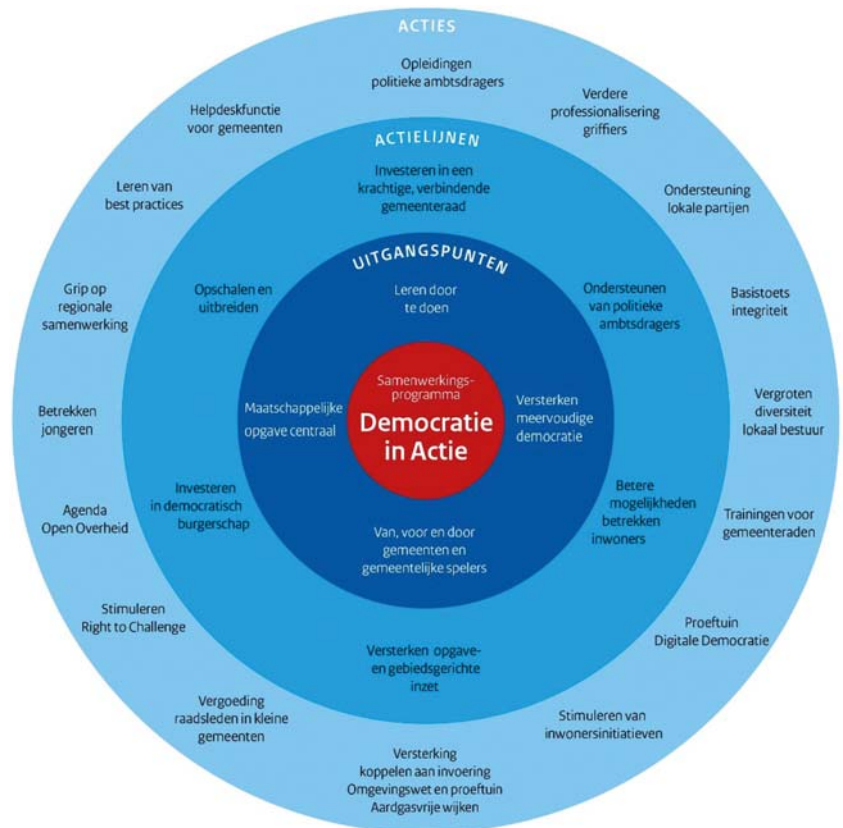 ACTIES
Opleidingen
politieke ambtsdragers
Verdere
professionalisering
griffiers
Ondersteuning
lokale partijen
Basistoets
integriteit
Vergroten
diversiteit
lokaal bestuur
Trainingen voor
gemeenteraden
Proeftuin
Digitale Democratie
Stimuleren van
inwonersinitiatieven
Versterking
koppelen aan invoering
Omgevingswet en proeftuin
Aardgasvrije wijken
Vergoeding
raadsleden in kleine
gemeenten
Stimuleren
Right to Challenge
Agenda
Open Overheid
Betrekken
jongeren
Grip op
regionale
samenwerking
Leren van
best practices
Helpdeskfunctie
voor gemeenten
ACTIELIJNEN
Investeren in een
krachtige, verbindende
gemeenteraad
Ondersteunen
van politieke
ambtsdragers
Betere
mogelijkheden
betrekken
inwoners
Versterken opgave-
en gebiedsgerichte
inzet
Investeren
in democratisch
burgerschap
Opschalen en
uitbreiden
UITGANGSPUNTEN
Leren door
te doen
Versterken
meervoudige
democratie
Van, voor en door
gemeenten en
gemeentelijke spelers
Maatschappelijke
opgave centraal
Samenwerkings-
programma
Democratie
in Actie